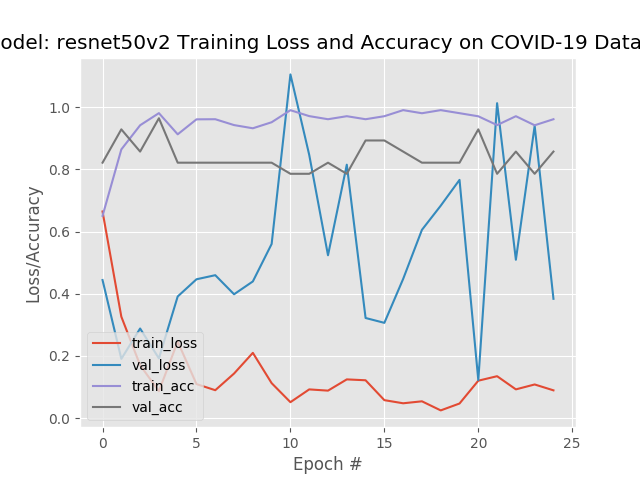 odel: resnet50v2 Training Loss and Accuracy on COVID-19 Data
Loss/Accuracy
1.0
0.8
0.6
0.4
0.2
0.0
train_loss
val_loss
train_acc
val_acc
0 5 10 15 20 25
Epoch #